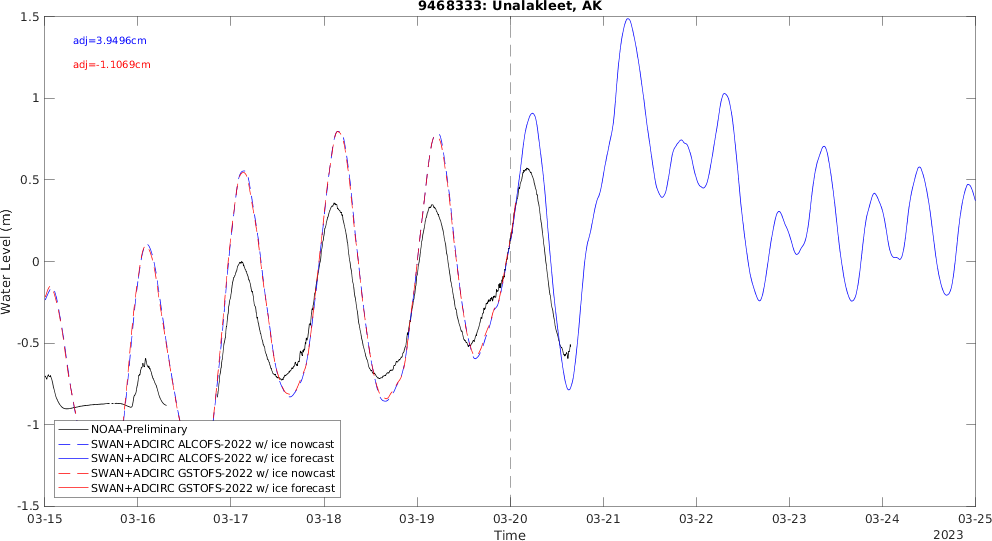 9468333: Unalakleet, AK
adj=3.9496cm
adj=-1.1069cm
1.5
1
0.5
0
-0.5
-1
-1.5
Water Level (m)
NOAA-Preliminary
SWAN+ADCIRC ALCOFS-2022 w/ ice nowcast
SWAN+ADCIRC ALCOFS-2022 w/ ice forecast
SWAN+ADCIRC GSTOFS-2022 w/ ice nowcast
SWAN+ADCIRC GSTOFS-2022 w/ ice forecast
03-15 03-16 03-17 03-18 03-19 03-20 03-21 03-22 03-23 03-24 03-25
Time
2023